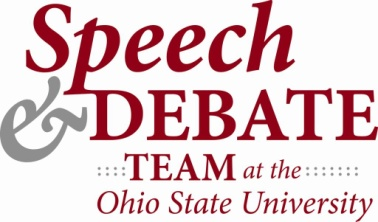 Speech
& DEBATE
TEAM at the
Ohio State University